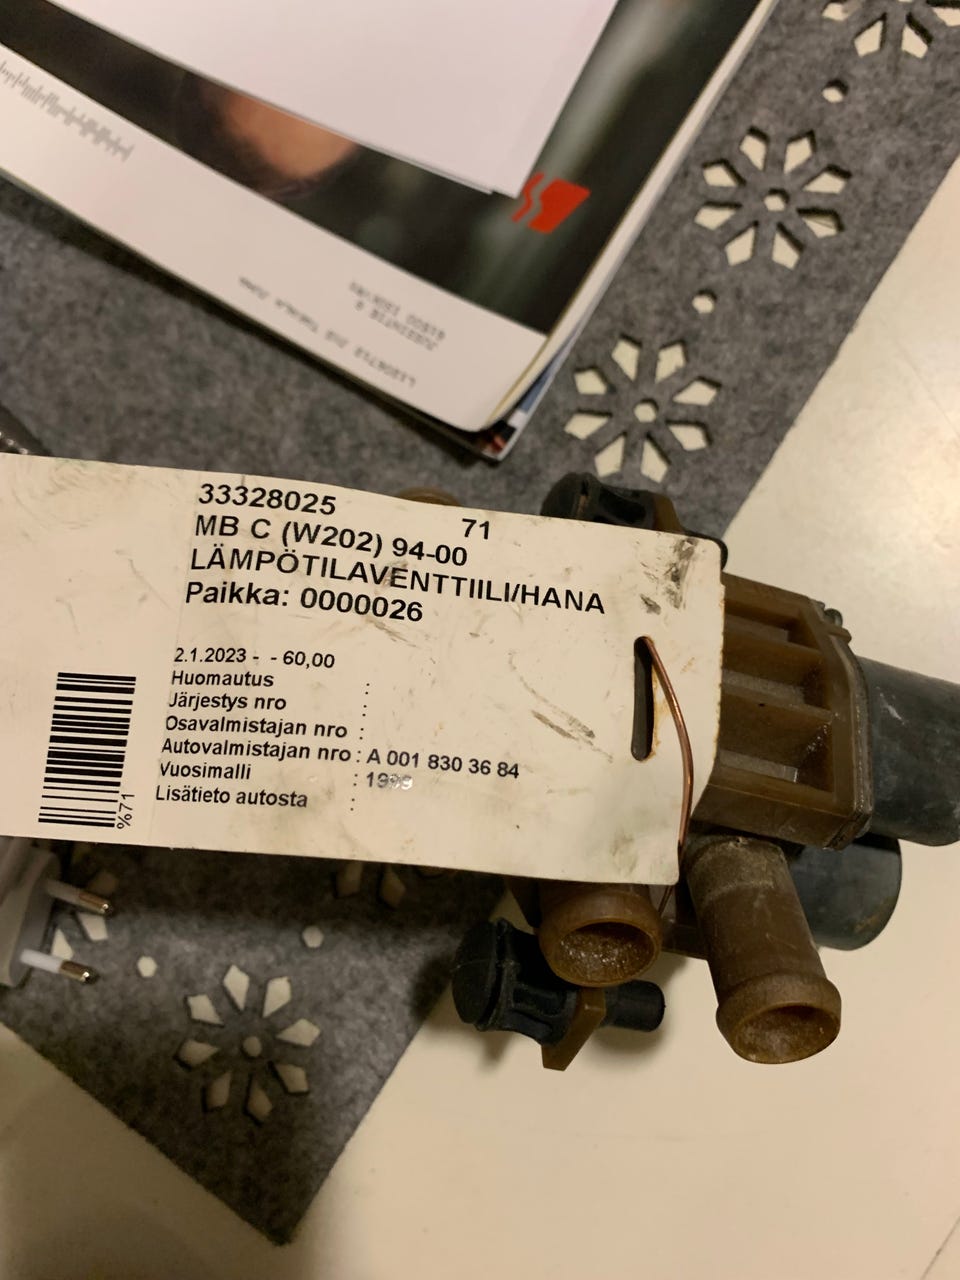 33328025 71
MB C (W202) 94-00
LÄMPÖTILAVENTTIILI/HANA
Paikka: 0000026
2.1.2023 - - 60,00
Huomautus :
Järjestys nro :
Osavalmistajan nro :
Autovalmistajan nro : A 001 830 36 84
Vuosimalli : 1999
Lisätieto autosta :
%71